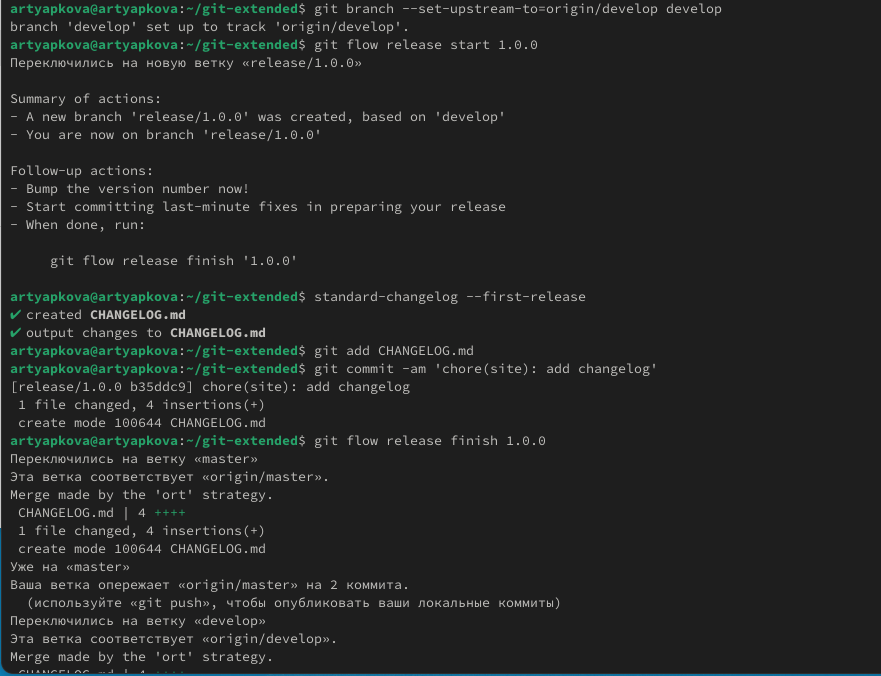 artyapkova@artyapkova:~/git-extended$ git branch --set-upstream-to=origin/develop develop
branch 'develop' set up to track 'origin/develop'.
artyapkova@artyapkova:~/git-extended$ git flow release start 1.0.0
Переключились на новую ветку «release/1.0.0»

Summary of actions:
- A new branch 'release/1.0.0' was created, based on 'develop'
- You are now on branch 'release/1.0.0'

Follow-up actions:
- Bump the version number now!
- Start committing last-minute fixes in preparing your release
- When done, run:

     git flow release finish '1.0.0'

artyapkova@artyapkova:~/git-extended$ standard-changelog --first-release
✔ created CHANGELOG.md
✔ output changes to CHANGELOG.md
artyapkova@artyapkova:~/git-extended$ git add CHANGELOG.md
artyapkova@artyapkova:~/git-extended$ git commit -am 'chore(site): add changelog'
[release/1.0.0 b35ddc9] chore(site): add changelog
 1 file changed, 4 insertions(+)
 create mode 100644 CHANGELOG.md
artyapkova@artyapkova:~/git-extended$ git flow release finish 1.0.0
Переключились на ветку «master»
Эта ветка соответствует «origin/master».
Merge made by the 'ort' strategy.
 CHANGELOG.md | 4 ++++
 1 file changed, 4 insertions(+)
 create mode 100644 CHANGELOG.md
Уже на «master»
Ваша ветка опережает «origin/master» на 2 коммита.
  (используйте «git push», чтобы опубликовать ваши локальные коммиты)
Переключились на ветку «develop»
Эта ветка соответствует «origin/develop».
Merge made by the 'ort' strategy.
 CHANGELOG.md | 4 ++++